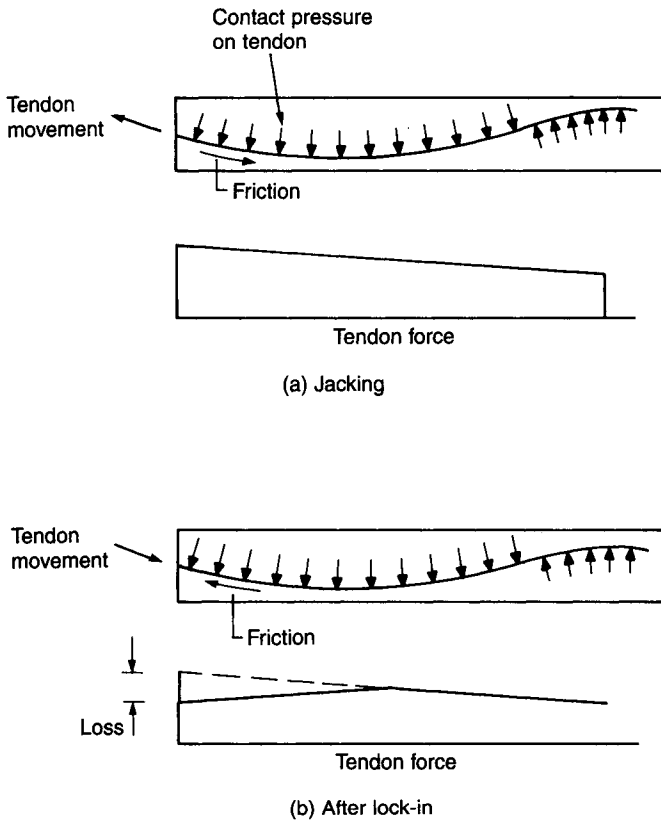 Contact pressure
on tendon
Tendon
movement
Friction
Tendon force
(a) Jacking
Tendon
movement
Friction
Loss
Tendon force
(b) After lock-in